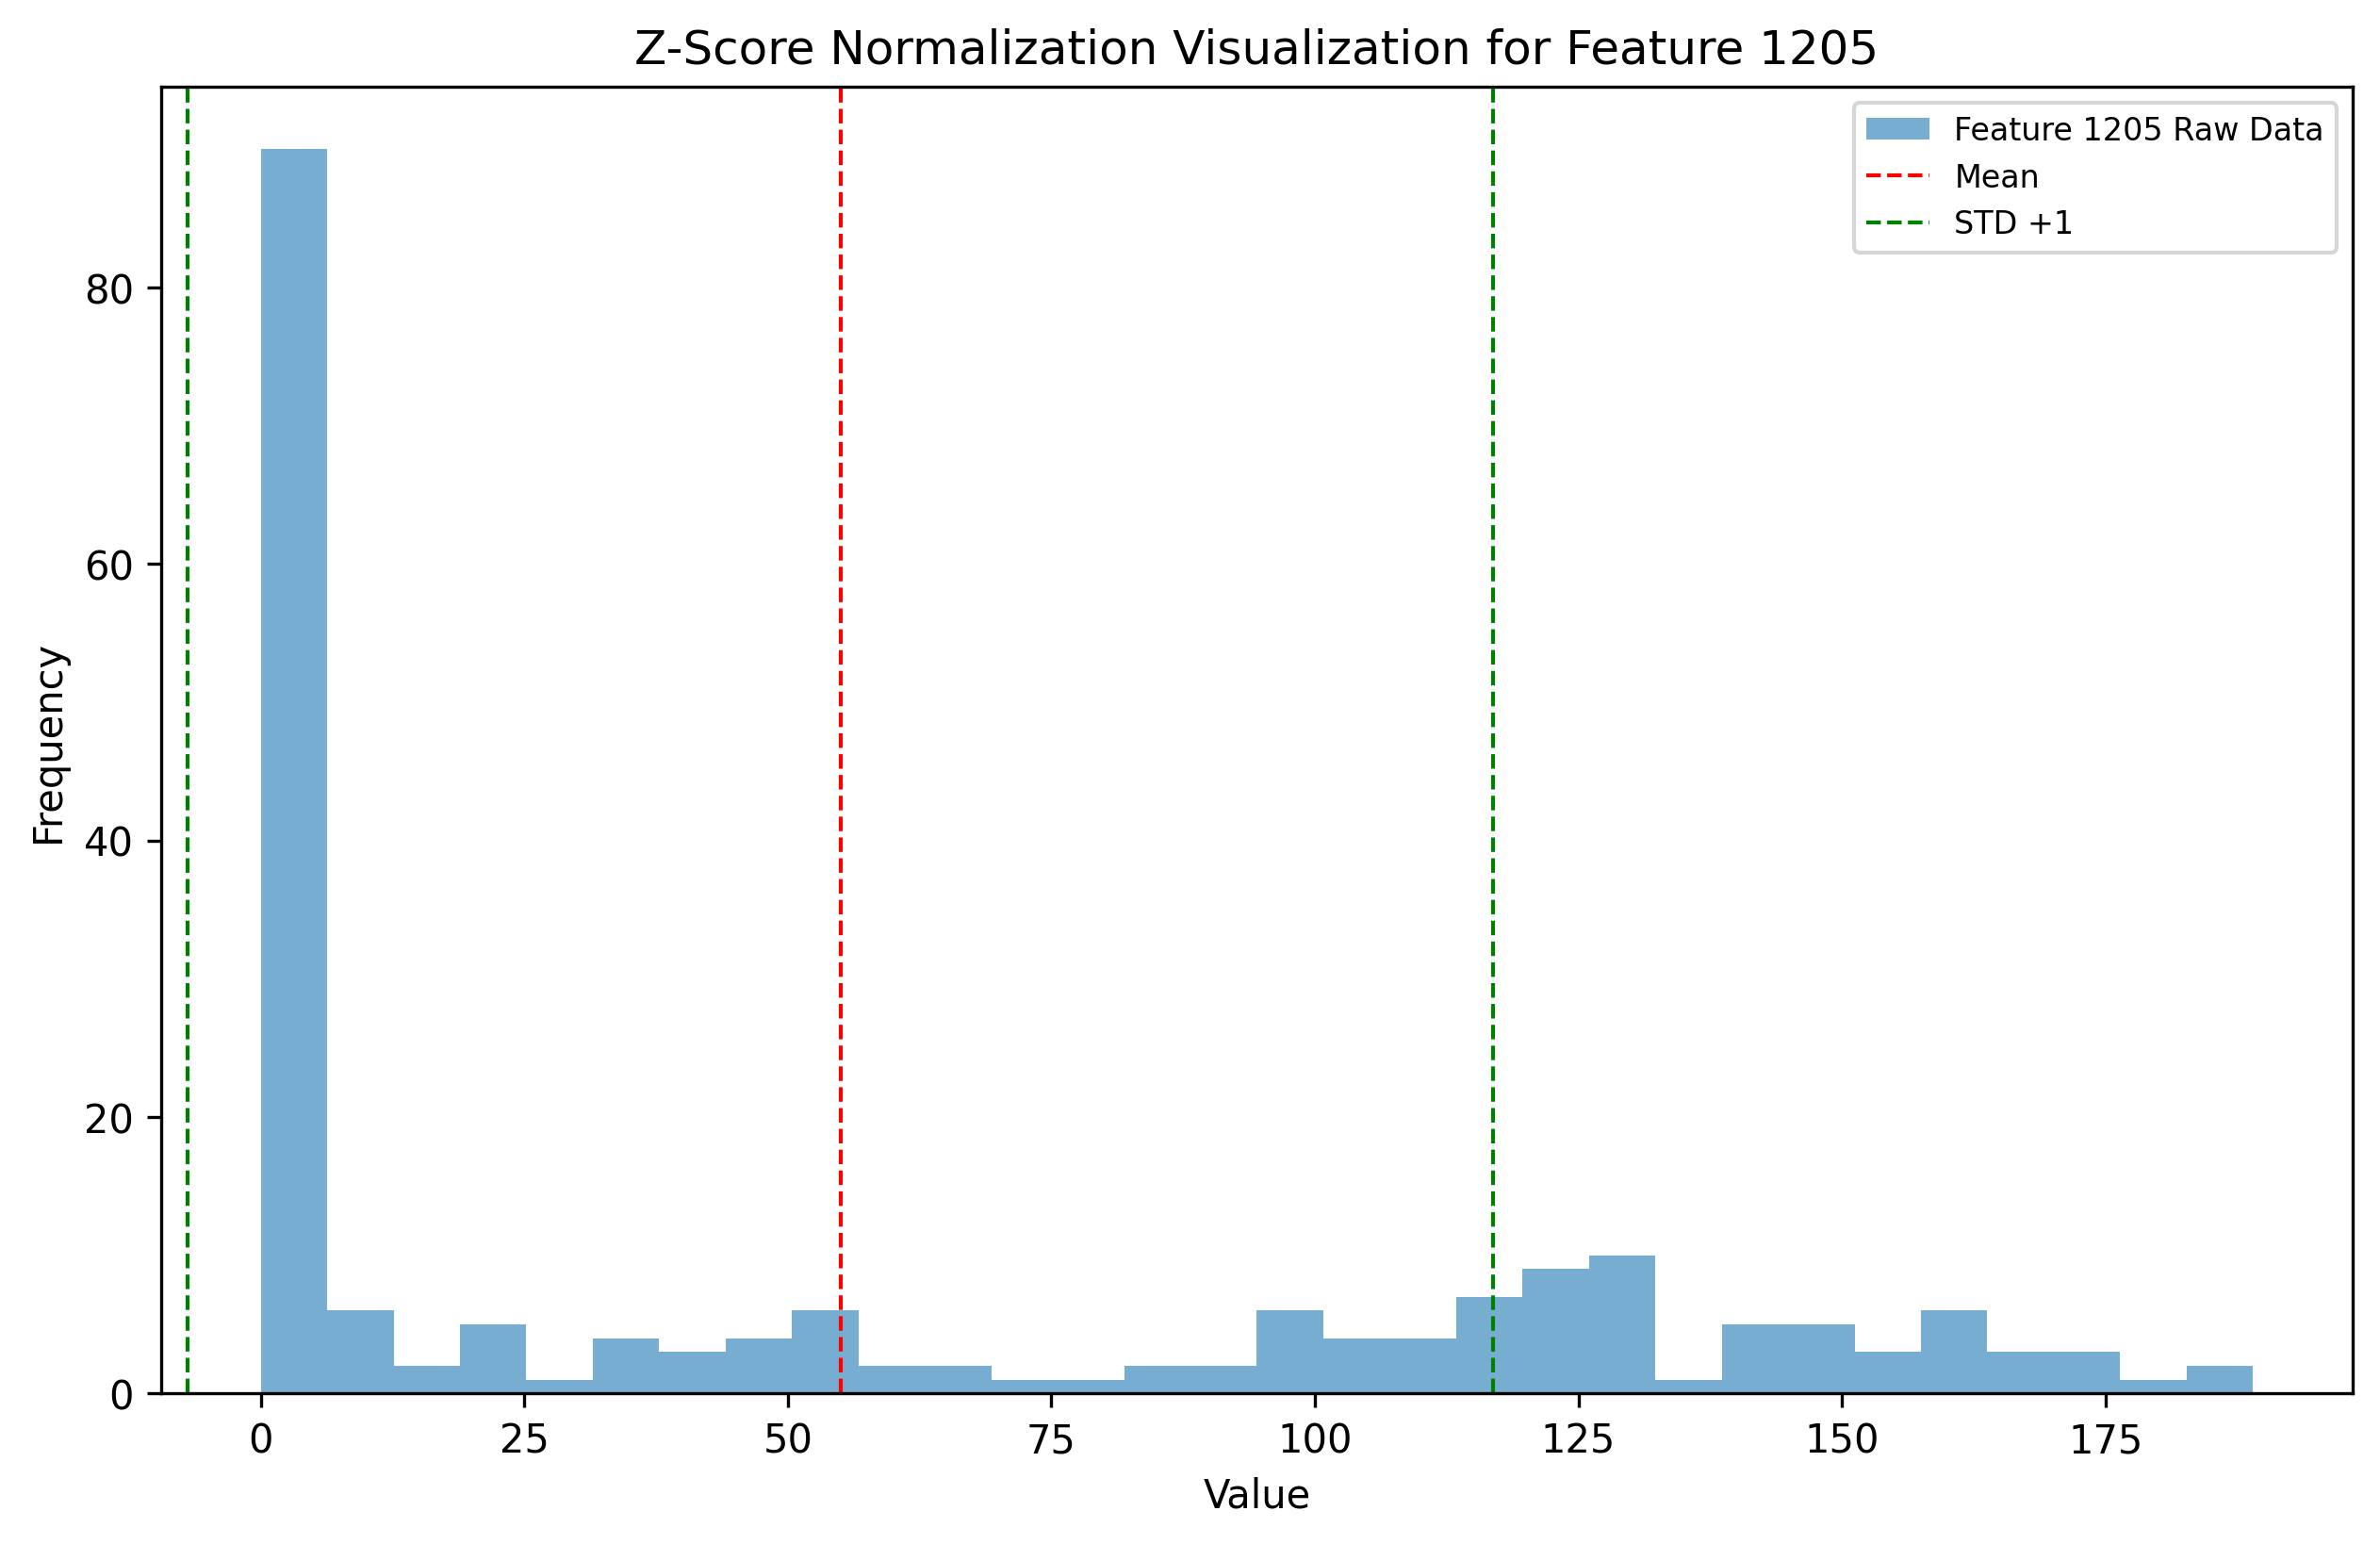 Z-Score Normalization Visualization for Feature 1205
Feature 1205 Raw Data
Mean
STD +1
Frequency
80
60
40
20
0
0 25 50 75 100 125 150 175
Value